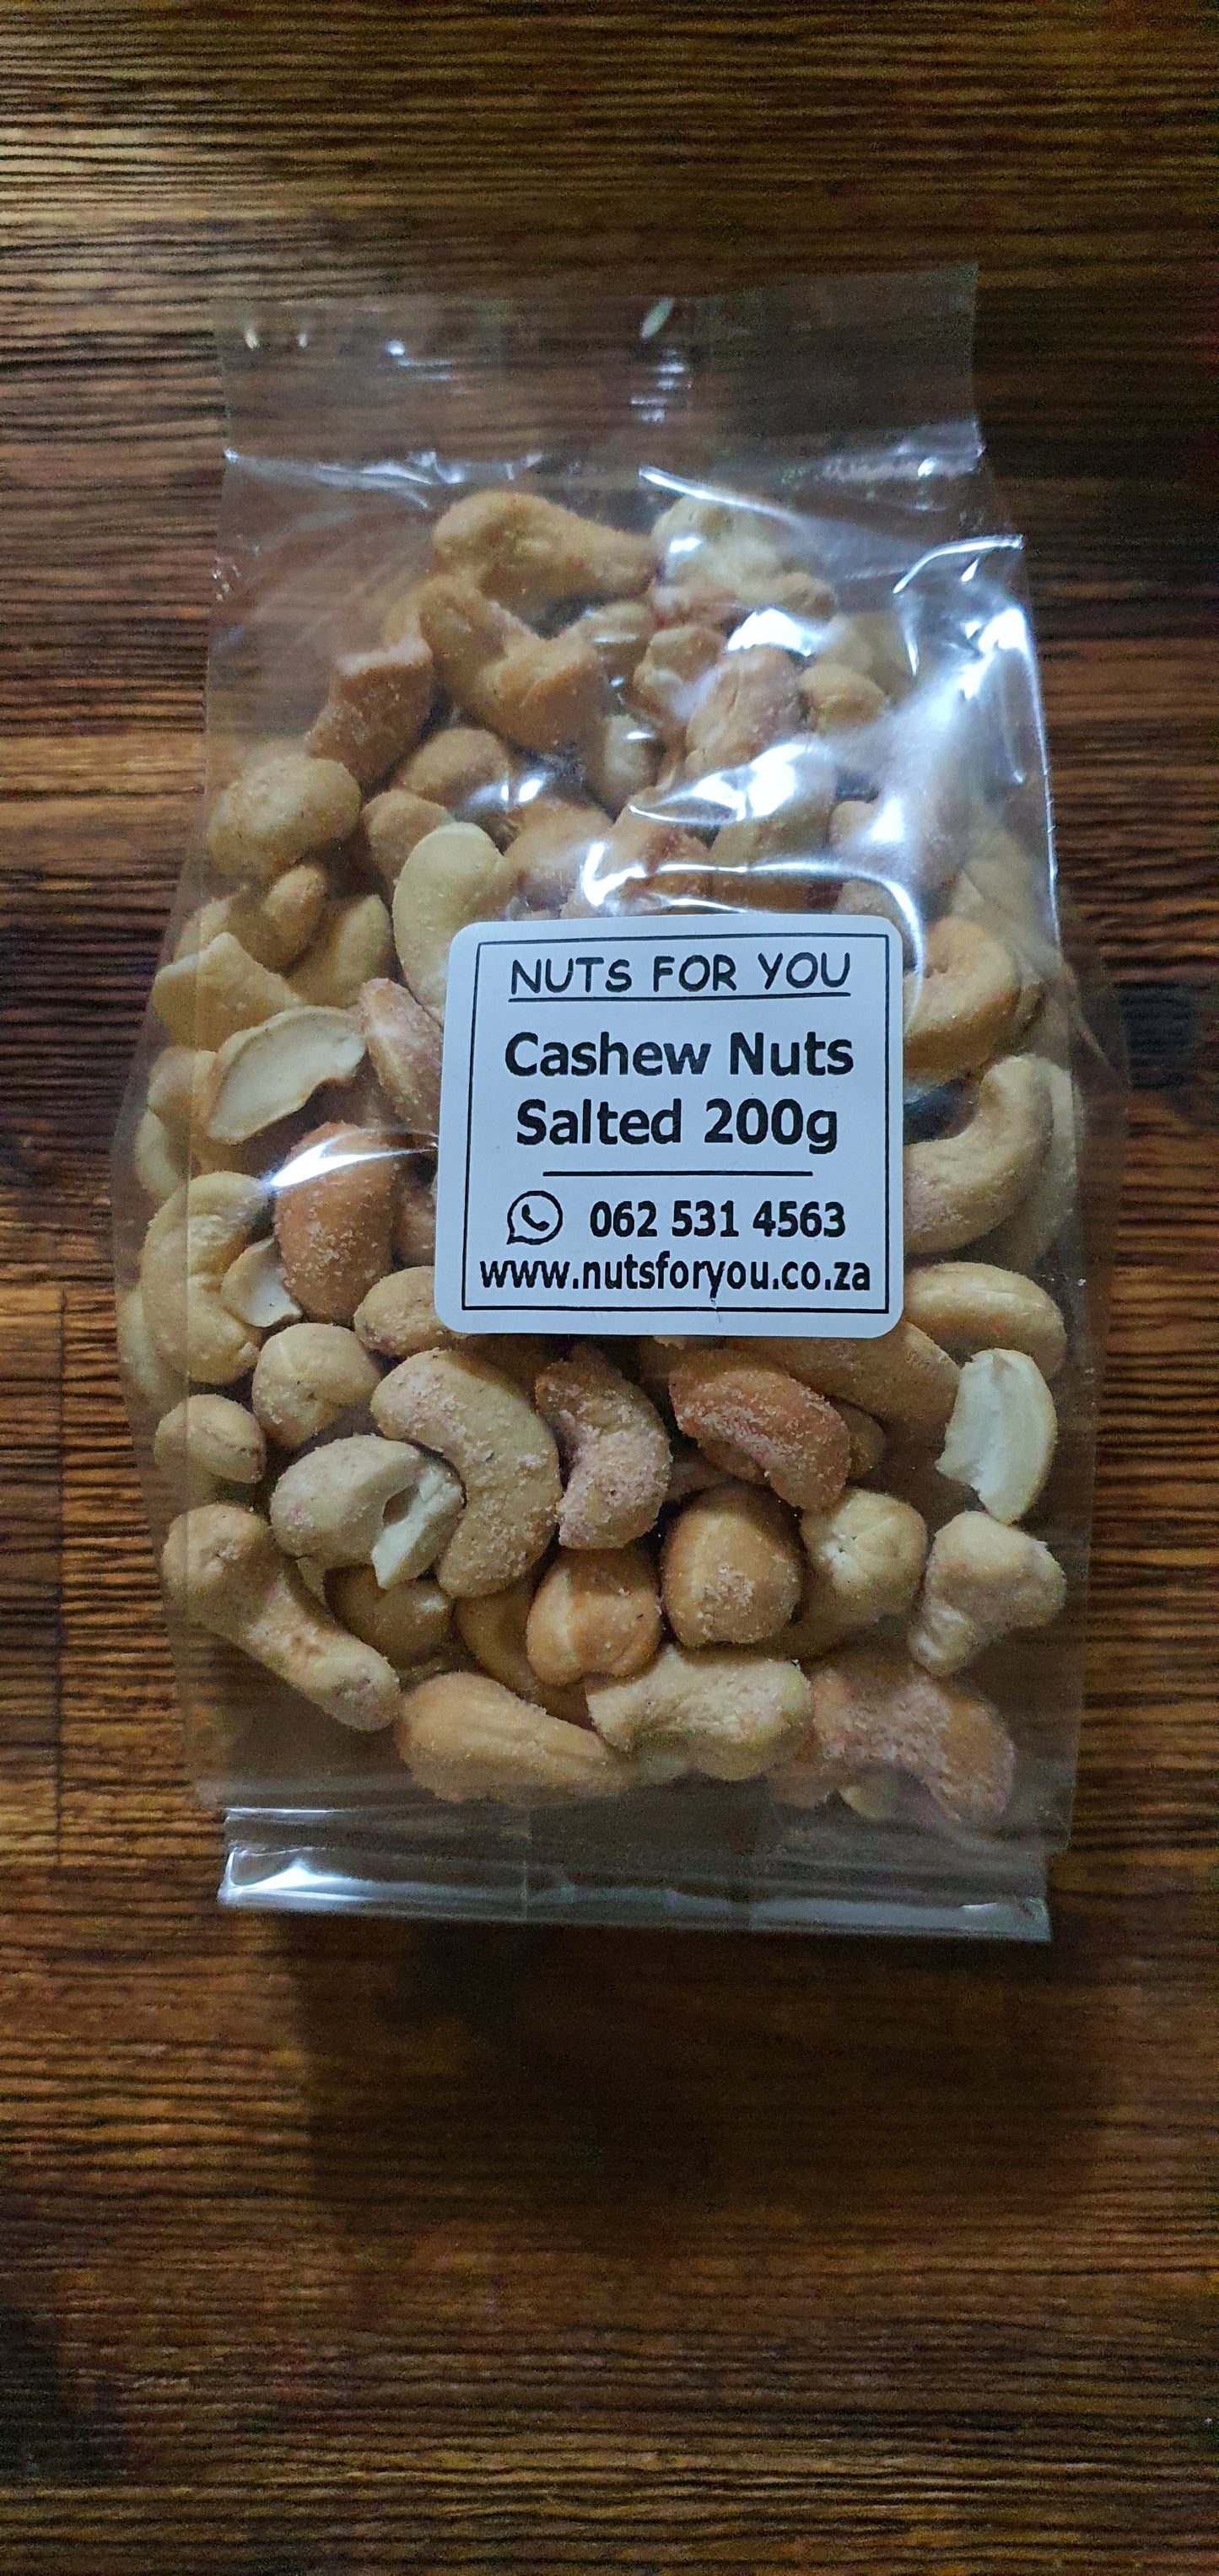 NUTS FOR YOU
Cashew Nuts
Salted 200g
062 531 4563
www.nutsforyou.co.za